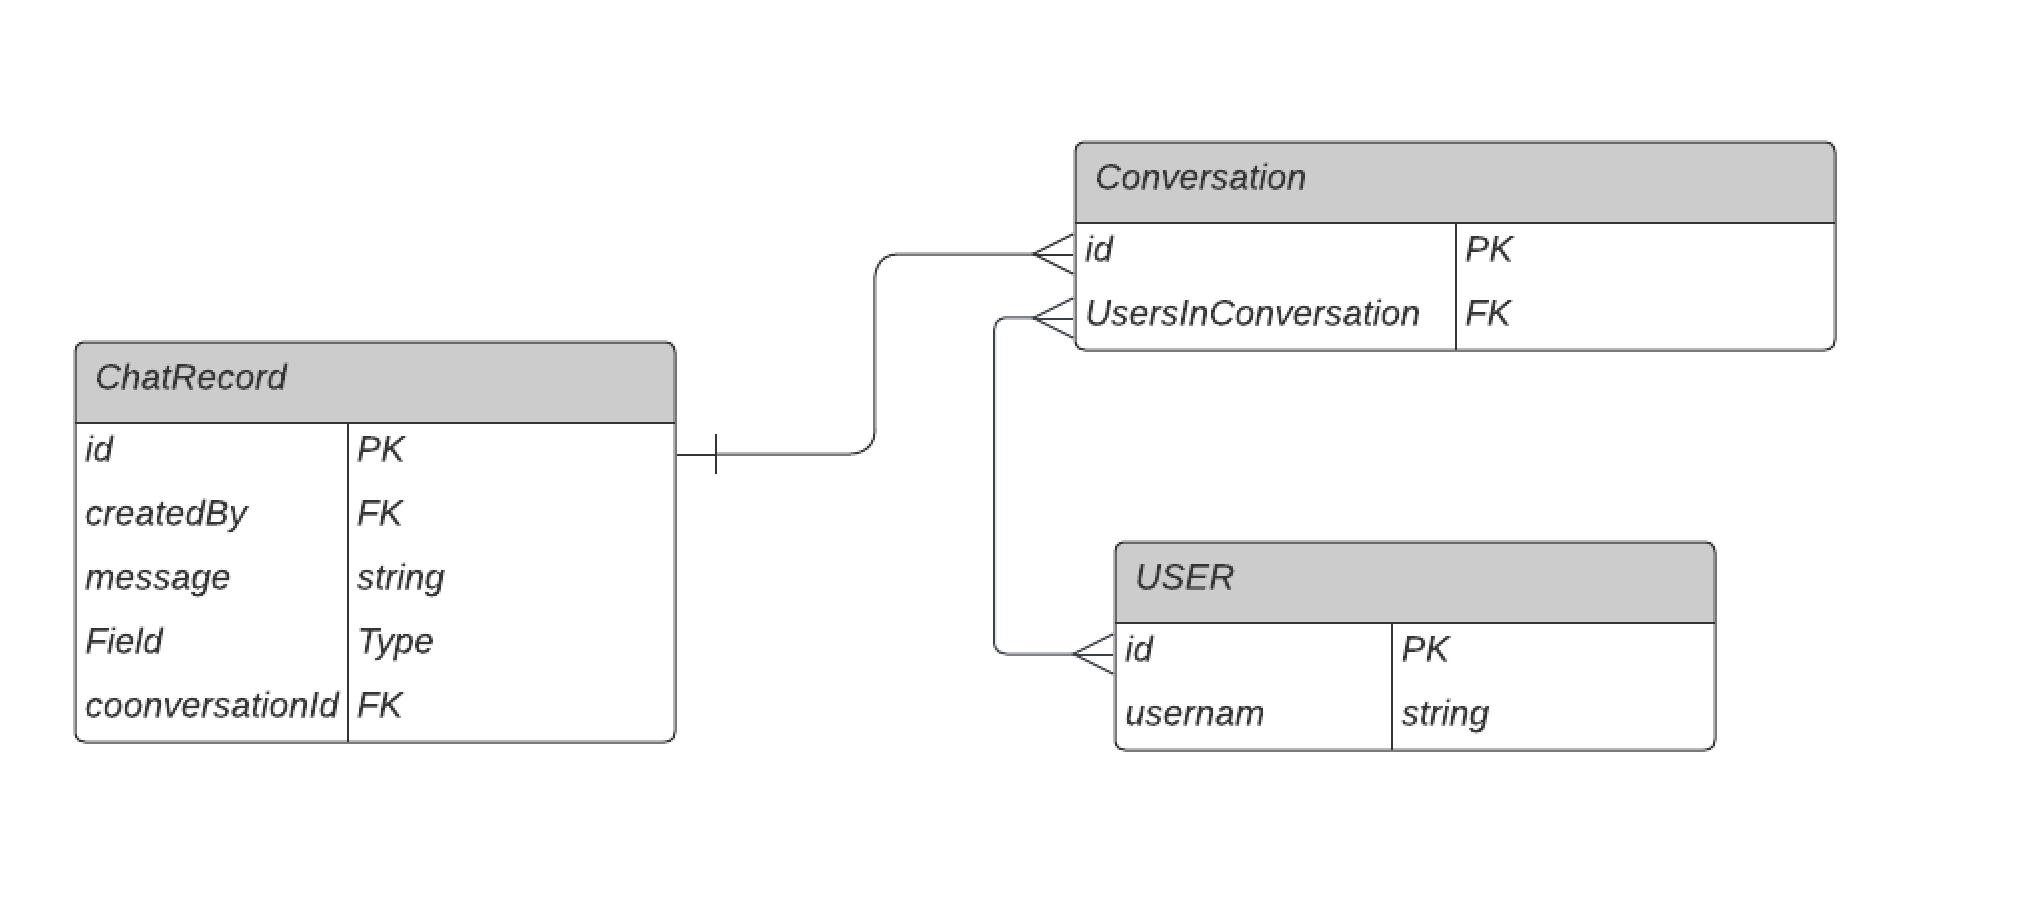 Conversation
id PK
UsersInConversation FK
ChatRecord
id PK
createdBy FK
message string
Field Type
coonversationId FK
USER
id PK
usernam string